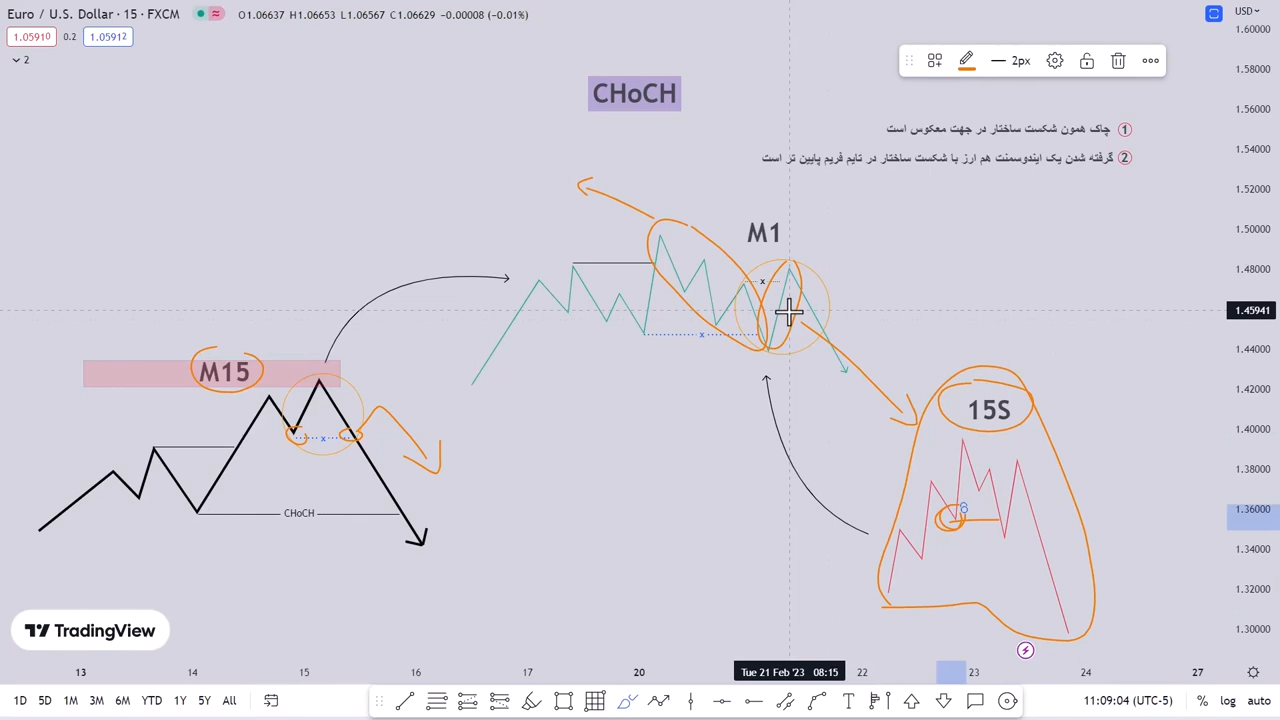 Euro / U.S. Dollar · 15 · FXCM
O1.06637 H1.06653 L1.06567 C1.06629 -0.00008 (-0.01%)
USD
1.05910 0.2 1.05912
2
2px
CHoCH
1 چاک همون شکست ساختار در جهت معکوس است
2 گرفته شدن یک ایندوسمنت هم ارز با شکست ساختار در تایم فریم پایین تر است
M1
x
x
M15
x
CHoCH
15S
8
1.60000
1.58000
1.56000
1.54000
1.52000
1.50000
1.48000
1.45941
1.44000
1.42000
1.40000
1.38000
1.36000
1.34000
1.32000
1.30000
TradingView
13 14 15 16 17 20 Tue 21 Feb '23 08:15 22 23 24 27
1D 5D 1M 3M 6M YTD 1Y 5Y All
11:09:04 (UTC-5) % log auto